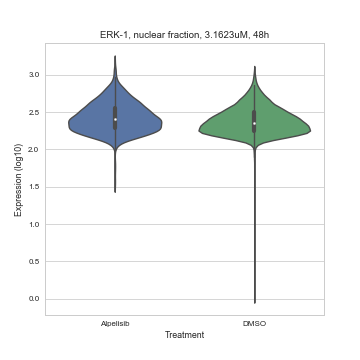 ERK-1, nuclear fraction, 3.1623uM, 48h
3.0
2.5
2.0
1.5
1.0
0.5
0.0
Expression (log10)
Alpelisib
DMSO
Treatment